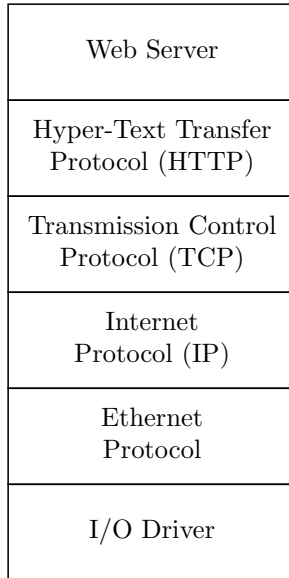 Web Server
Hyper-Text Transfer
Protocol (HTTP)
Transmission Control
Protocol (TCP)
Internet
Protocol (IP)
Ethernet
Protocol
I/O Driver